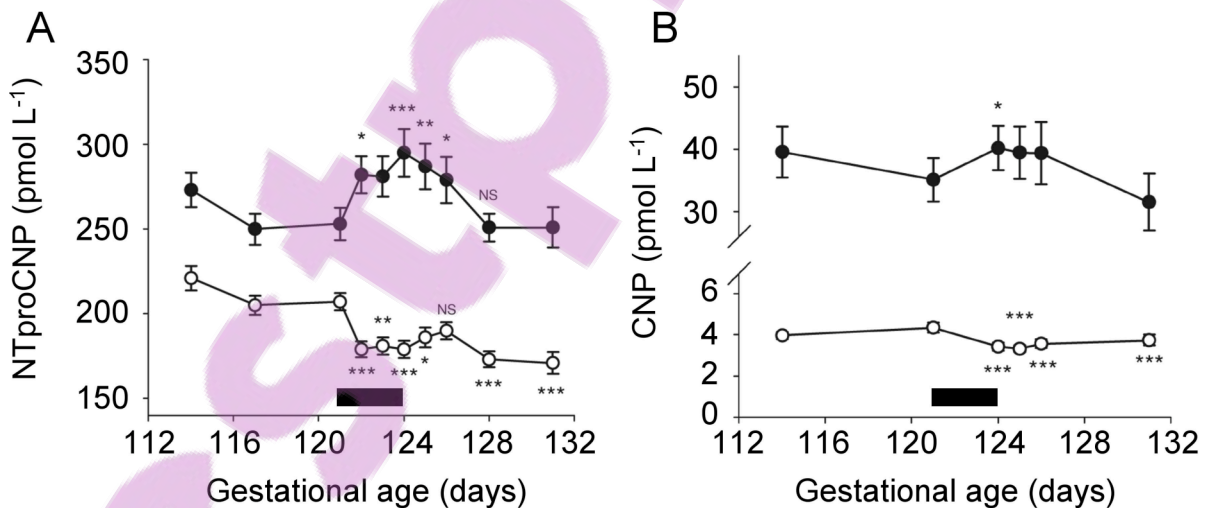 A
NTproCNP (pmol L-1)
350
300
250
200
150
* *** ** * NS
NS
** 
*** *** * *** ***
112 116 120 124 128 132
Gestational age (days)
B
CNP (pmol L-1)
50
40
30
6
4
2
0
*
***
*** *** ***
112 116 120 124 128 132
Gestational age (days)